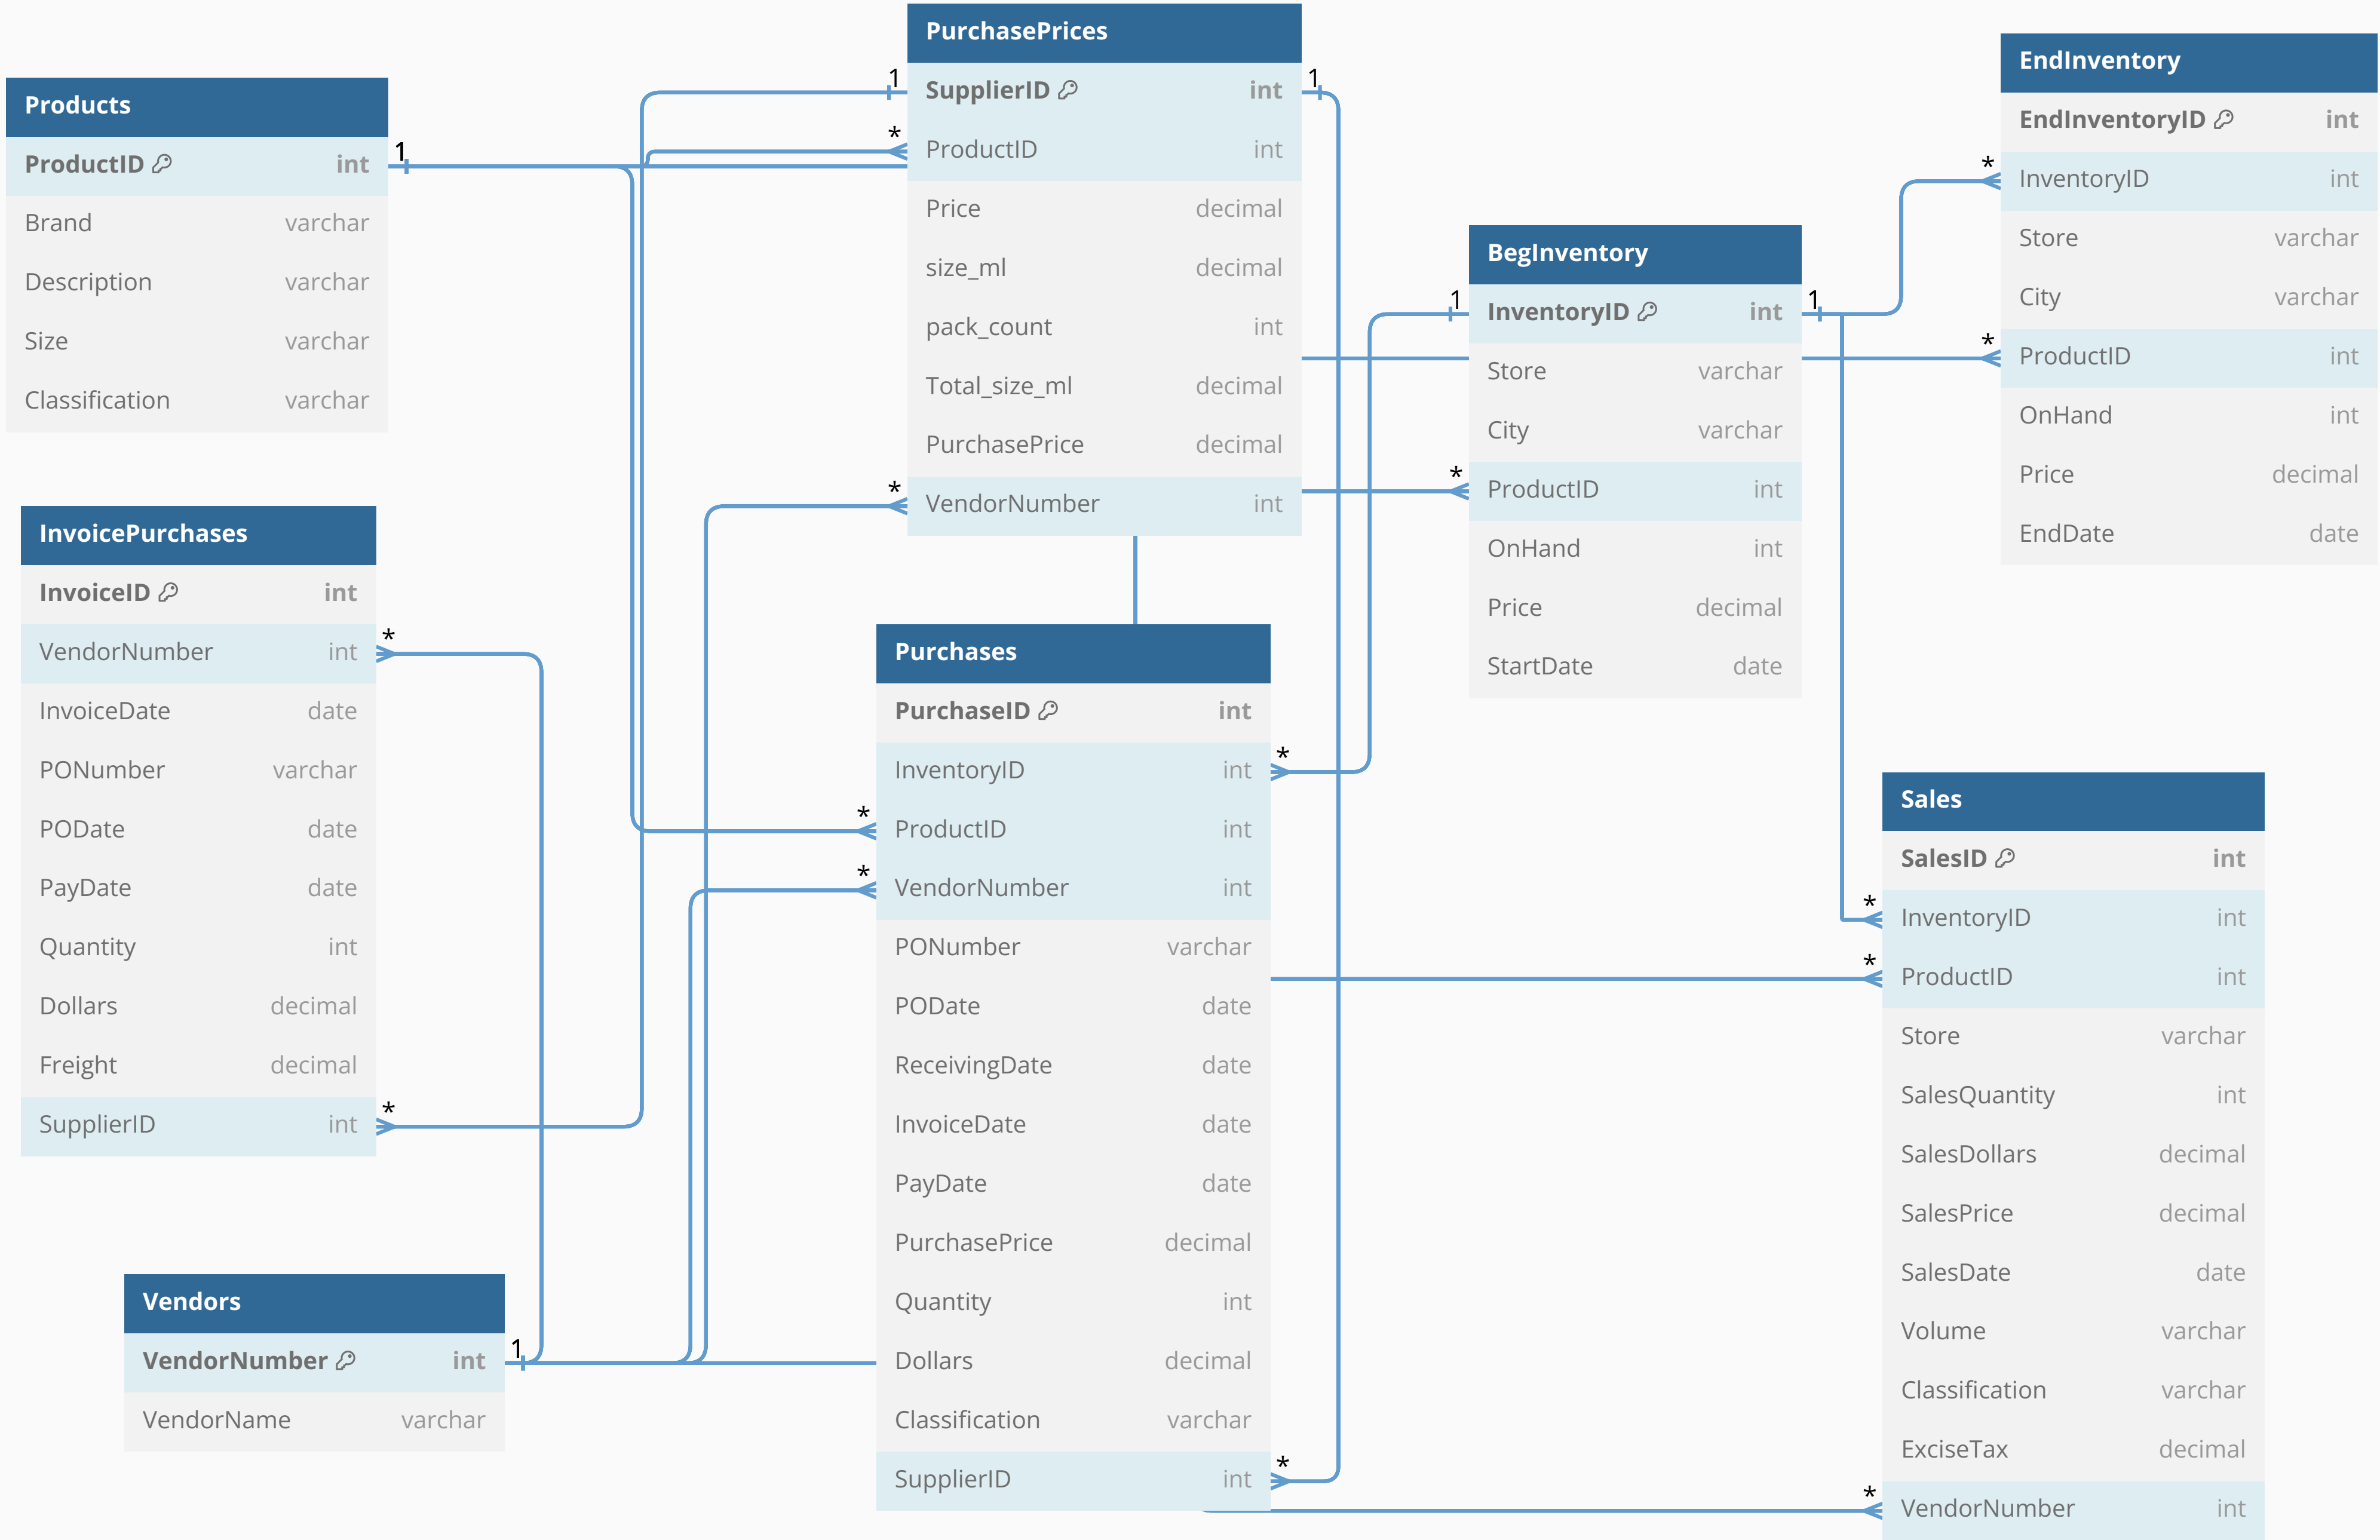 Products
ProductID int
Brand varchar
Description varchar
Size varchar
Classification varchar
1
InvoicePurchases
InvoiceID int
VendorNumber int
InvoiceDate date
PONumber varchar
PODate date
PayDate date
Quantity int
Dollars decimal
Freight decimal
SupplierID int
*
*
Vendors
VendorNumber int
VendorName varchar
1
PurchasePrices
SupplierID int
ProductID int
Price decimal
size_ml decimal
pack_count int
Total_size_ml decimal
PurchasePrice decimal
VendorNumber int
1
1
*
*
Purchases
PurchaseID int
InventoryID int
ProductID int
VendorNumber int
PONumber varchar
PODate date
ReceivingDate date
InvoiceDate date
PayDate date
PurchasePrice decimal
Quantity int
Dollars decimal
Classification varchar
SupplierID int
*
*
*
*
BegInventory
InventoryID int
Store varchar
City varchar
ProductID int
OnHand int
Price decimal
StartDate date
1
1
*
EndInventory
EndInventoryID int
InventoryID int
Store varchar
City varchar
ProductID int
OnHand int
Price decimal
EndDate date
*
*
Sales
SalesID int
InventoryID int
ProductID int
Store varchar
SalesQuantity int
SalesDollars decimal
SalesPrice decimal
SalesDate date
Volume varchar
Classification varchar
ExciseTax decimal
VendorNumber int
*
*
*